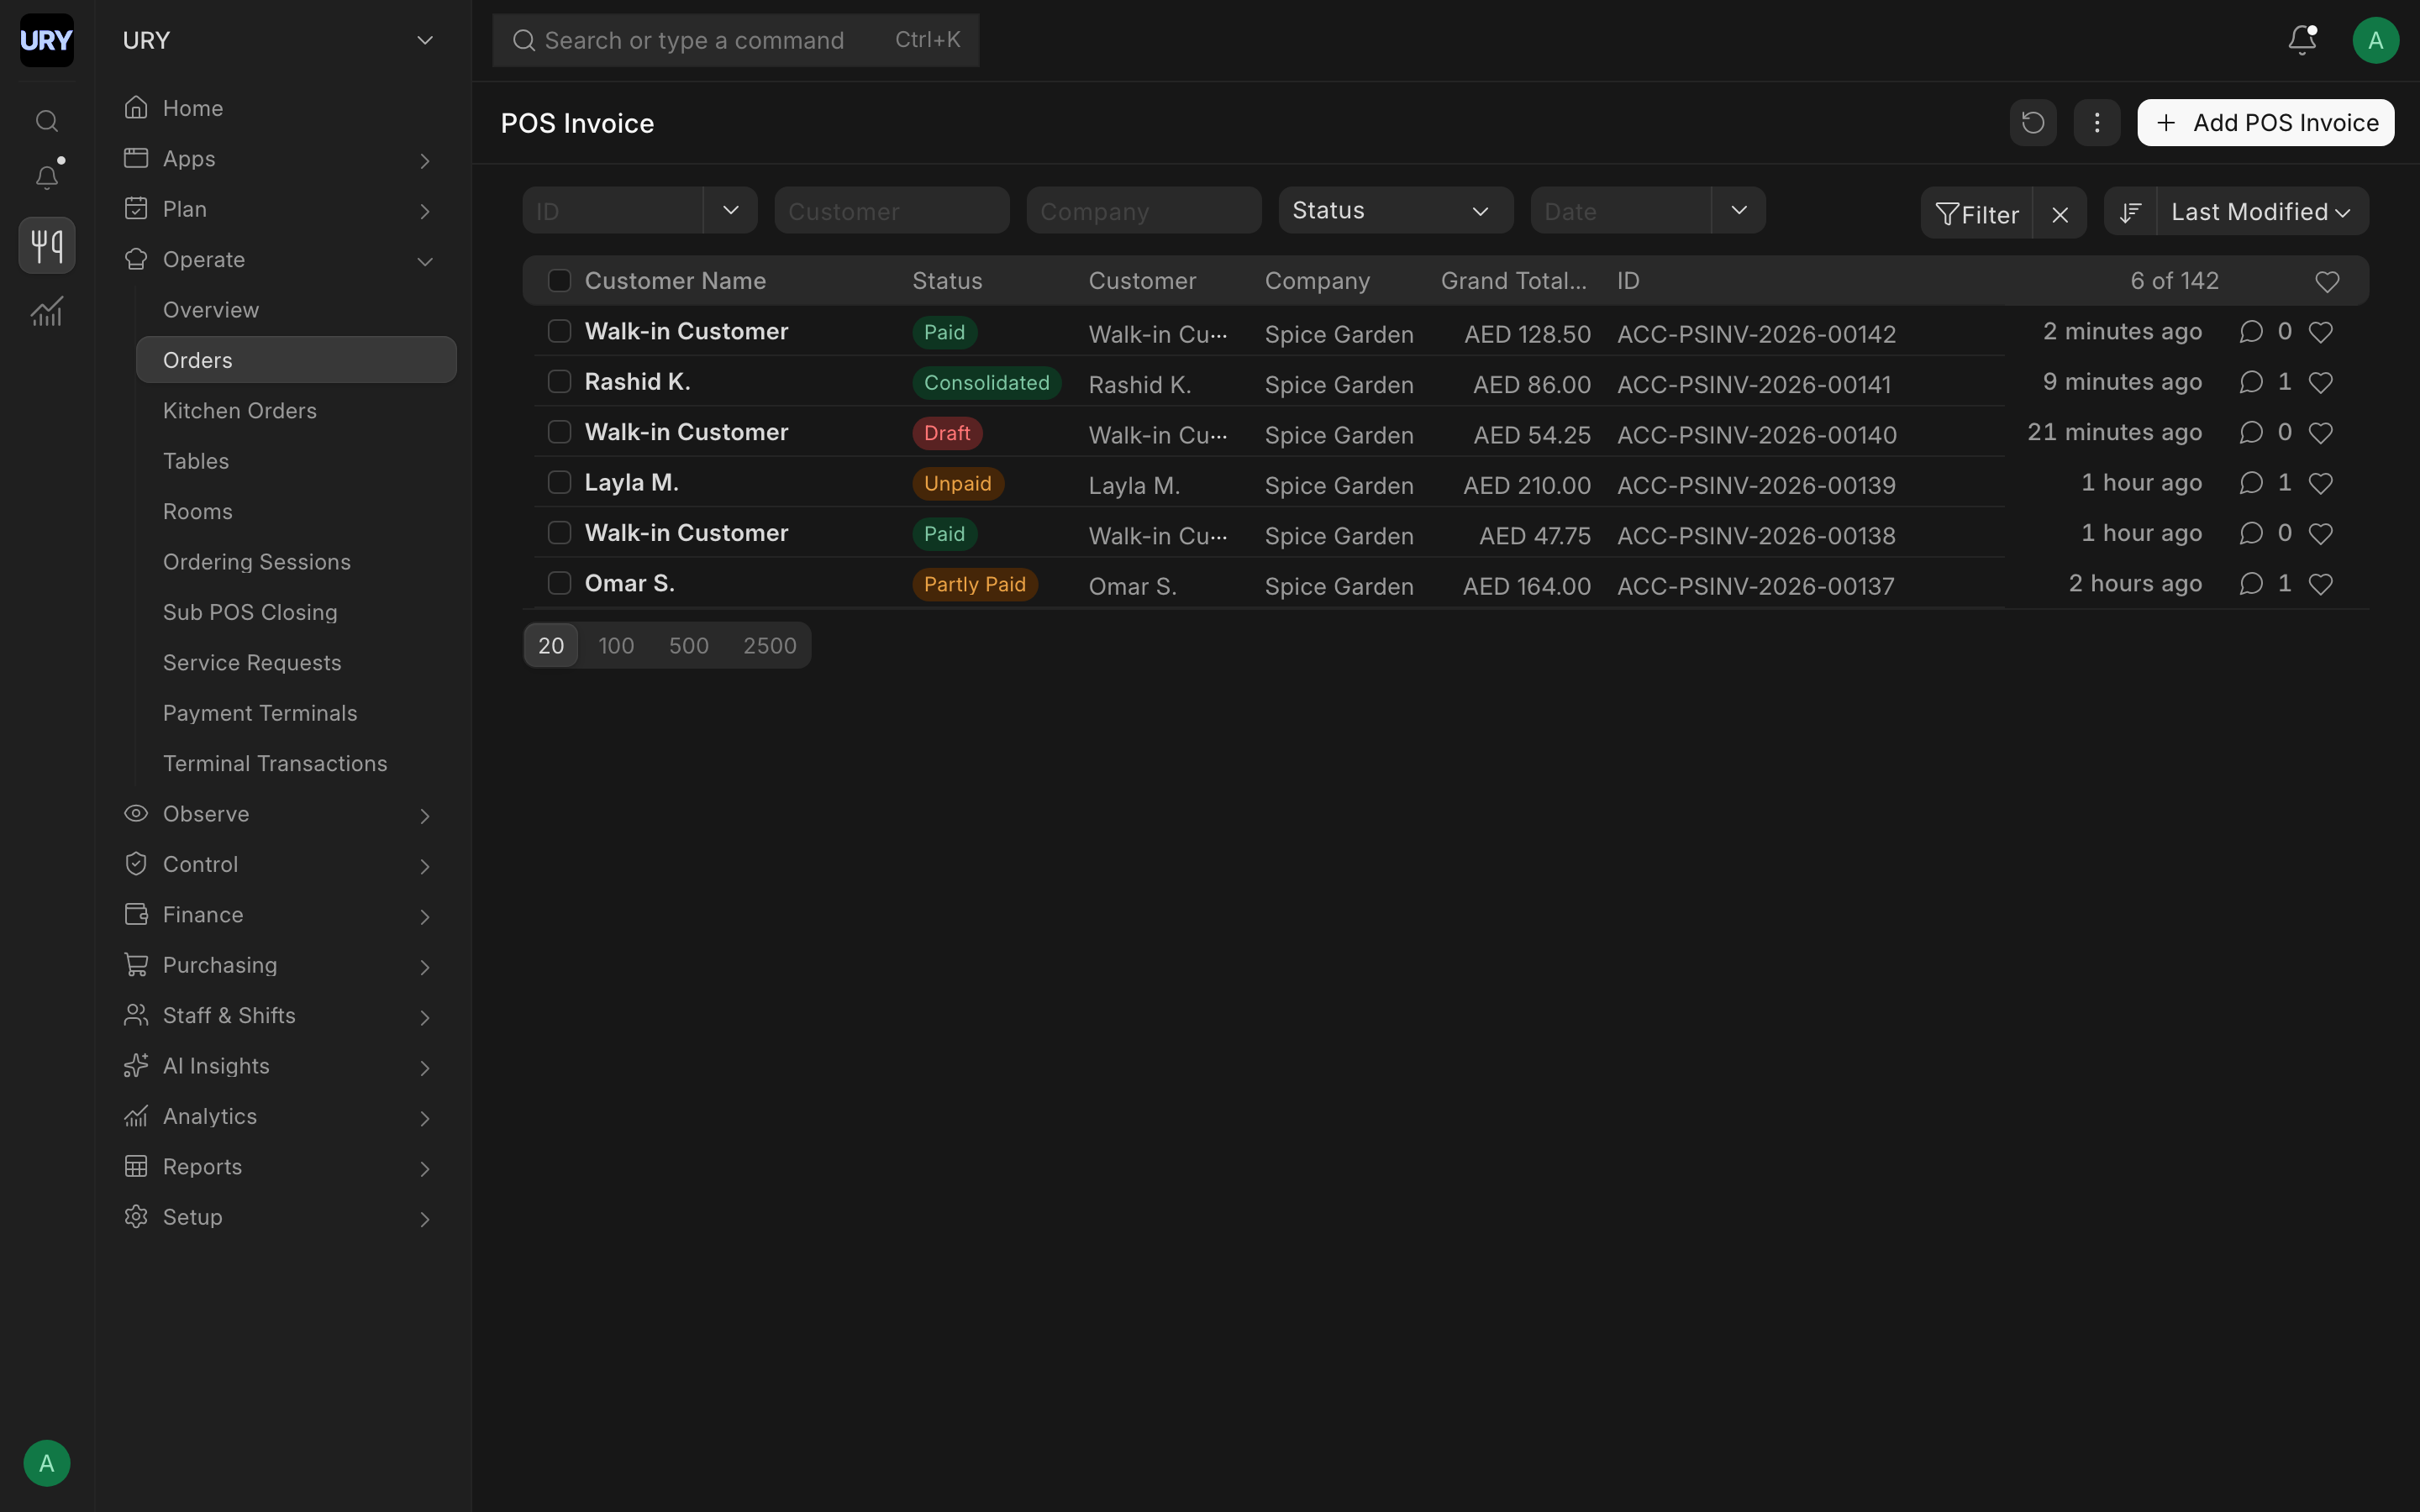 URY
URY
Search or type a command Ctrl+K
A
Home
Apps
Plan
Operate
Overview
Orders
Kitchen Orders
Tables
Rooms
Ordering Sessions
Sub POS Closing
Service Requests
Payment Terminals
Terminal Transactions
Observe
Control
Finance
Purchasing
Staff & Shifts
AI Insights
Analytics
Reports
Setup
A
POS Invoice
Add POS Invoice
ID Customer Company Status Date Filter Last Modified
Customer Name Status Customer Company Grand Total... ID 6 of 142
Walk-in Customer Paid Walk-in Cu... Spice Garden AED 128.50 ACC-PSINV-2026-00142 2 minutes ago 0
Rashid K. Consolidated Rashid K. Spice Garden AED 86.00 ACC-PSINV-2026-00141 9 minutes ago 1
Walk-in Customer Draft Walk-in Cu... Spice Garden AED 54.25 ACC-PSINV-2026-00140 21 minutes ago 0
Layla M. Unpaid Layla M. Spice Garden AED 210.00 ACC-PSINV-2026-00139 1 hour ago 1
Walk-in Customer Paid Walk-in Cu... Spice Garden AED 47.75 ACC-PSINV-2026-00138 1 hour ago 0
Omar S. Partly Paid Omar S. Spice Garden AED 164.00 ACC-PSINV-2026-00137 2 hours ago 1
20 100 500 2500